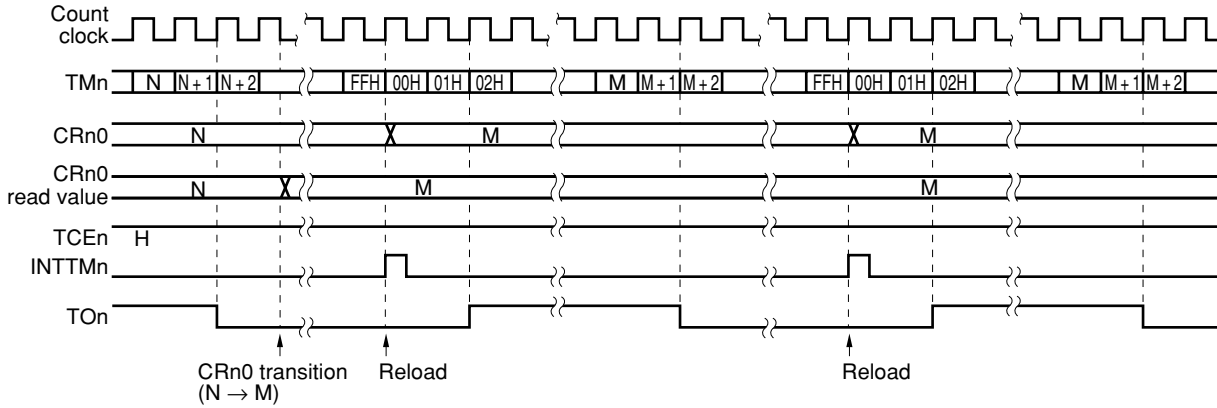 Count
clock
TMn N N + 1 N + 2 FFH 00H 01H 02H M M + 1 M + 2 FFH 00H 01H 02H M M + 1 M + 2
CRn0 N M M
CRn0
read value N M M
TCEn H
INTTMn
TOn
CRn0 transition
(N → M)
Reload
Reload